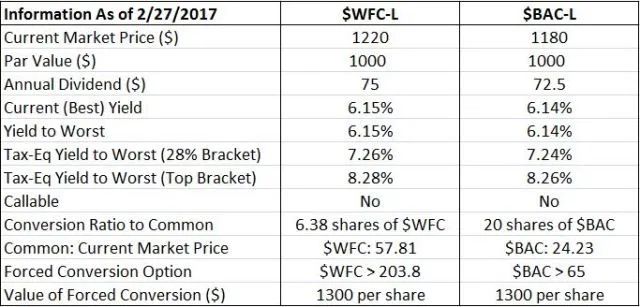 Information As of 2/27/2017 $WFC-L $BAC-L
Current Market Price ($) 1220 1180
Par Value ($) 1000 1000
Annual Dividend ($) 75 72.5
Current (Best) Yield 6.15% 6.14%
Yield to Worst 6.15% 6.14%
Tax-Eq Yield to Worst (28% Bracket) 7.26% 7.24%
Tax-Eq Yield to Worst (Top Bracket) 8.28% 8.26%
Callable No No
Conversion Ratio to Common 6.38 shares of $WFC 20 shares of $BAC
Common: Current Market Price $WFC: 57.81 $BAC: 24.23
Forced Conversion Option $WFC > 203.8 $BAC > 65
Value of Forced Conversion ($) 1300 per share 1300 per share